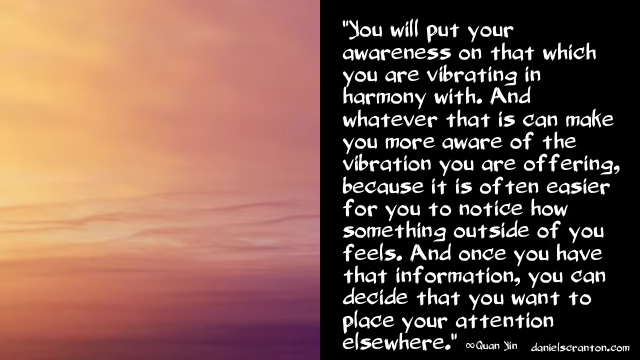 "You will put your
awareness on that which
you are vibrating in
harmony with. And
whatever that is can make
you more aware of the
vibration you are offering,
because it is often easier
for you to notice how
something outside of you
feels. And once you have
that information, you can
decide that you want to
place your attention
elsewhere." ∞Quan Yin danielscranton.com